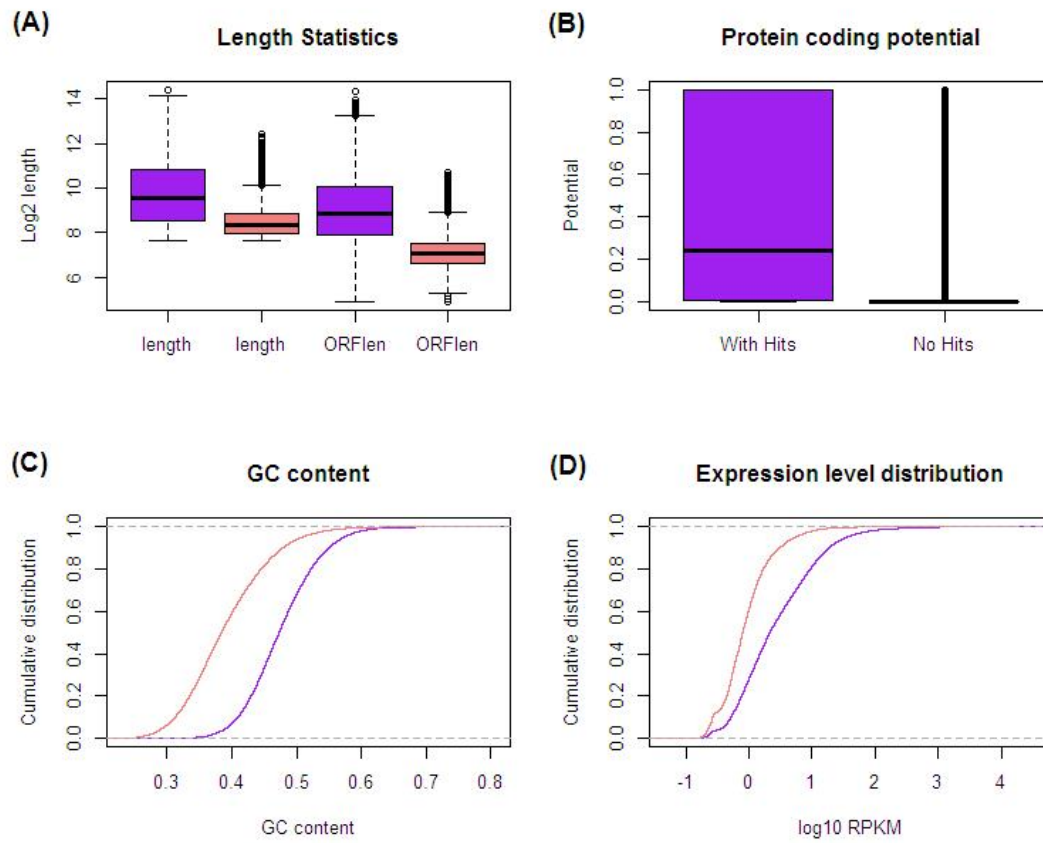 (A)
Length Statistics
Log2 length
14
12
10
8
6
length
length
ORFlen
ORFlen
(B)
Protein coding potential
Potential
1.0
0.8
0.6
0.4
0.2
0.0
With Hits
No Hits
(C)
GC content
Cumulative distribution
1.0
0.8
0.6
0.4
0.2
0.0
0.3 0.4 0.5 0.6 0.7 0.8
GC content
(D)
Expression level distribution
Cumulative distribution
1.0
0.8
0.6
0.4
0.2
0.0
-1 0 1 2 3 4
log10 RPKM